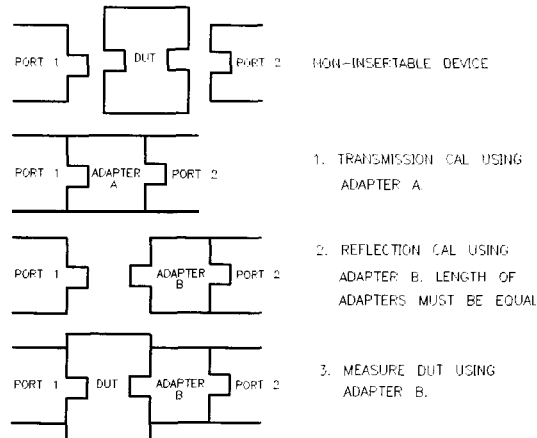 PORT 1 DUT PORT 2 NON-INSERTABLE DEVICE
PORT 1 ADAPTER A PORT 2
1. TRANSMISSION CAL USING
ADAPTER A.
PORT 1 ADAPTER B PORT 2
2. REFLECTION CAL USING
ADAPTER B. LENGTH OF
ADAPTERS MUST BE EQUAL
PORT 1 DUT ADAPTER B PORT 2
3. MEASURE DUT USING
ADAPTER B.